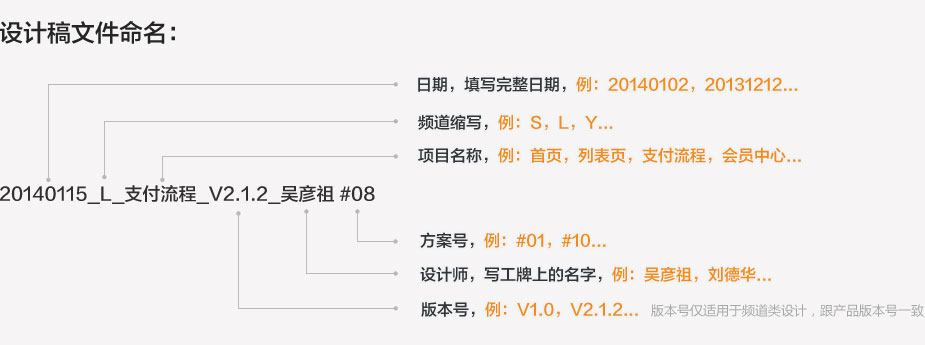 设计稿文件命名：
日期，填写完整日期，例：20140102，20131212...
频道缩写，例：S，L，Y...
项目名称，例：首页，列表页，支付流程，会员中心...
20140115_L_支付流程_V2.1.2_吴彦祖 #08
方案号，例：#01，#10...
设计师，写工牌上的名字，例：吴彦祖，刘德华...
版本号，例：V1.0，V2.1.2... 版本号仅适用于频道类设计，跟产品版本号一致